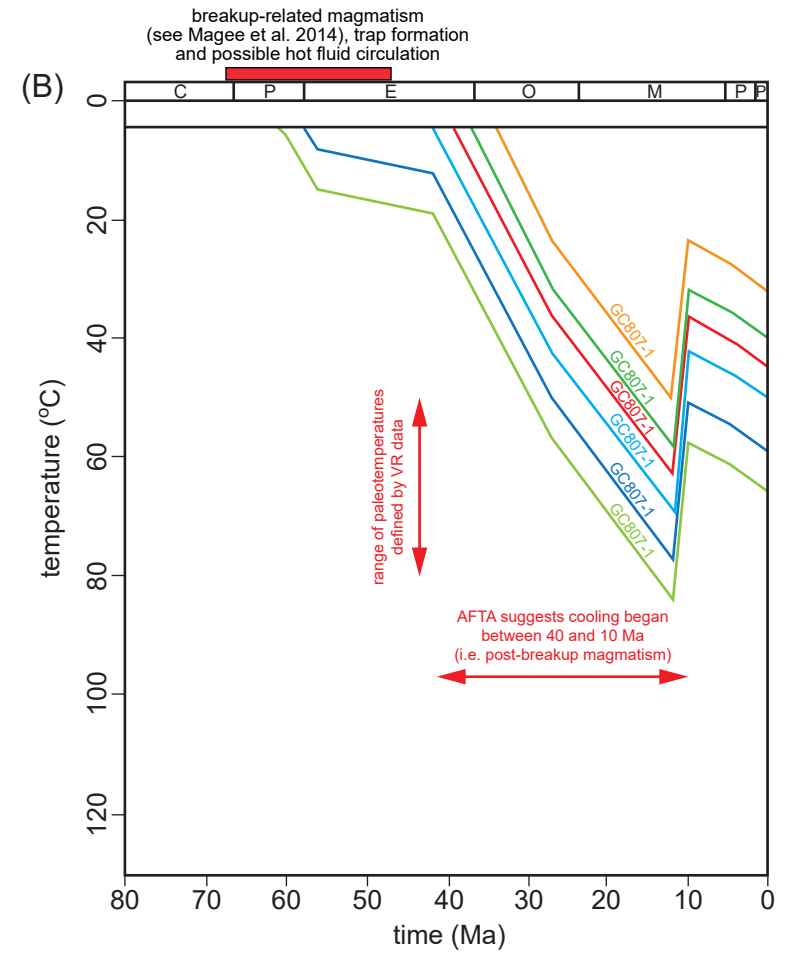 breakup-related magmatism
(see Magee et al. 2014), trap formation
and possible hot fluid circulation
(B)
C P E O M P P
0
20
40
60
80
100
120
temperature (°C)
GC807-1
GC807-1
GC807-1
GC807-1
GC807-1
GC807-1
range of paleotemperatures
defined by VR data
AFTA suggests cooling began
between 40 and 10 Ma
(i.e. post-breakup magmatism)
80 70 60 50 40 30 20 10 0
time (Ma)